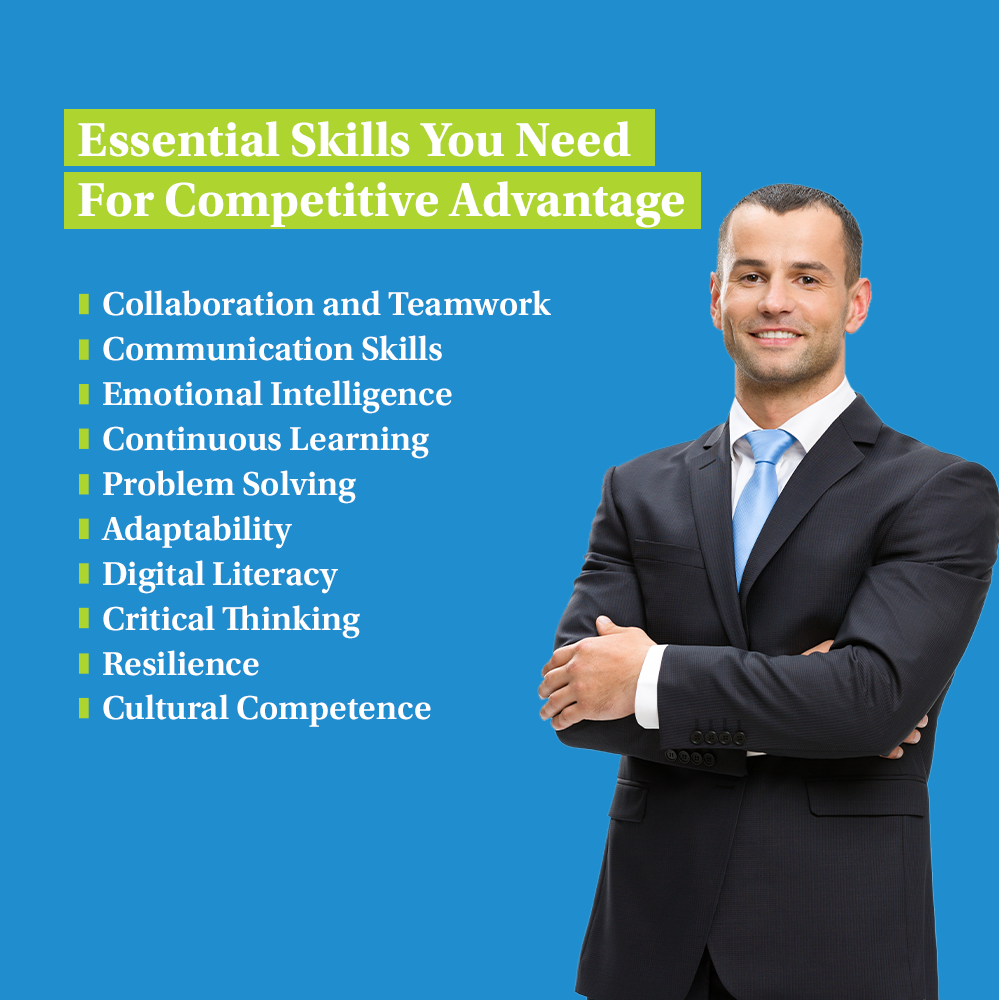 Essential Skills You Need
For Competitive Advantage
Collaboration and Teamwork
Communication Skills
Emotional Intelligence
Continuous Learning
Problem Solving
Adaptability
Digital Literacy
Critical Thinking
Resilience
Cultural Competence